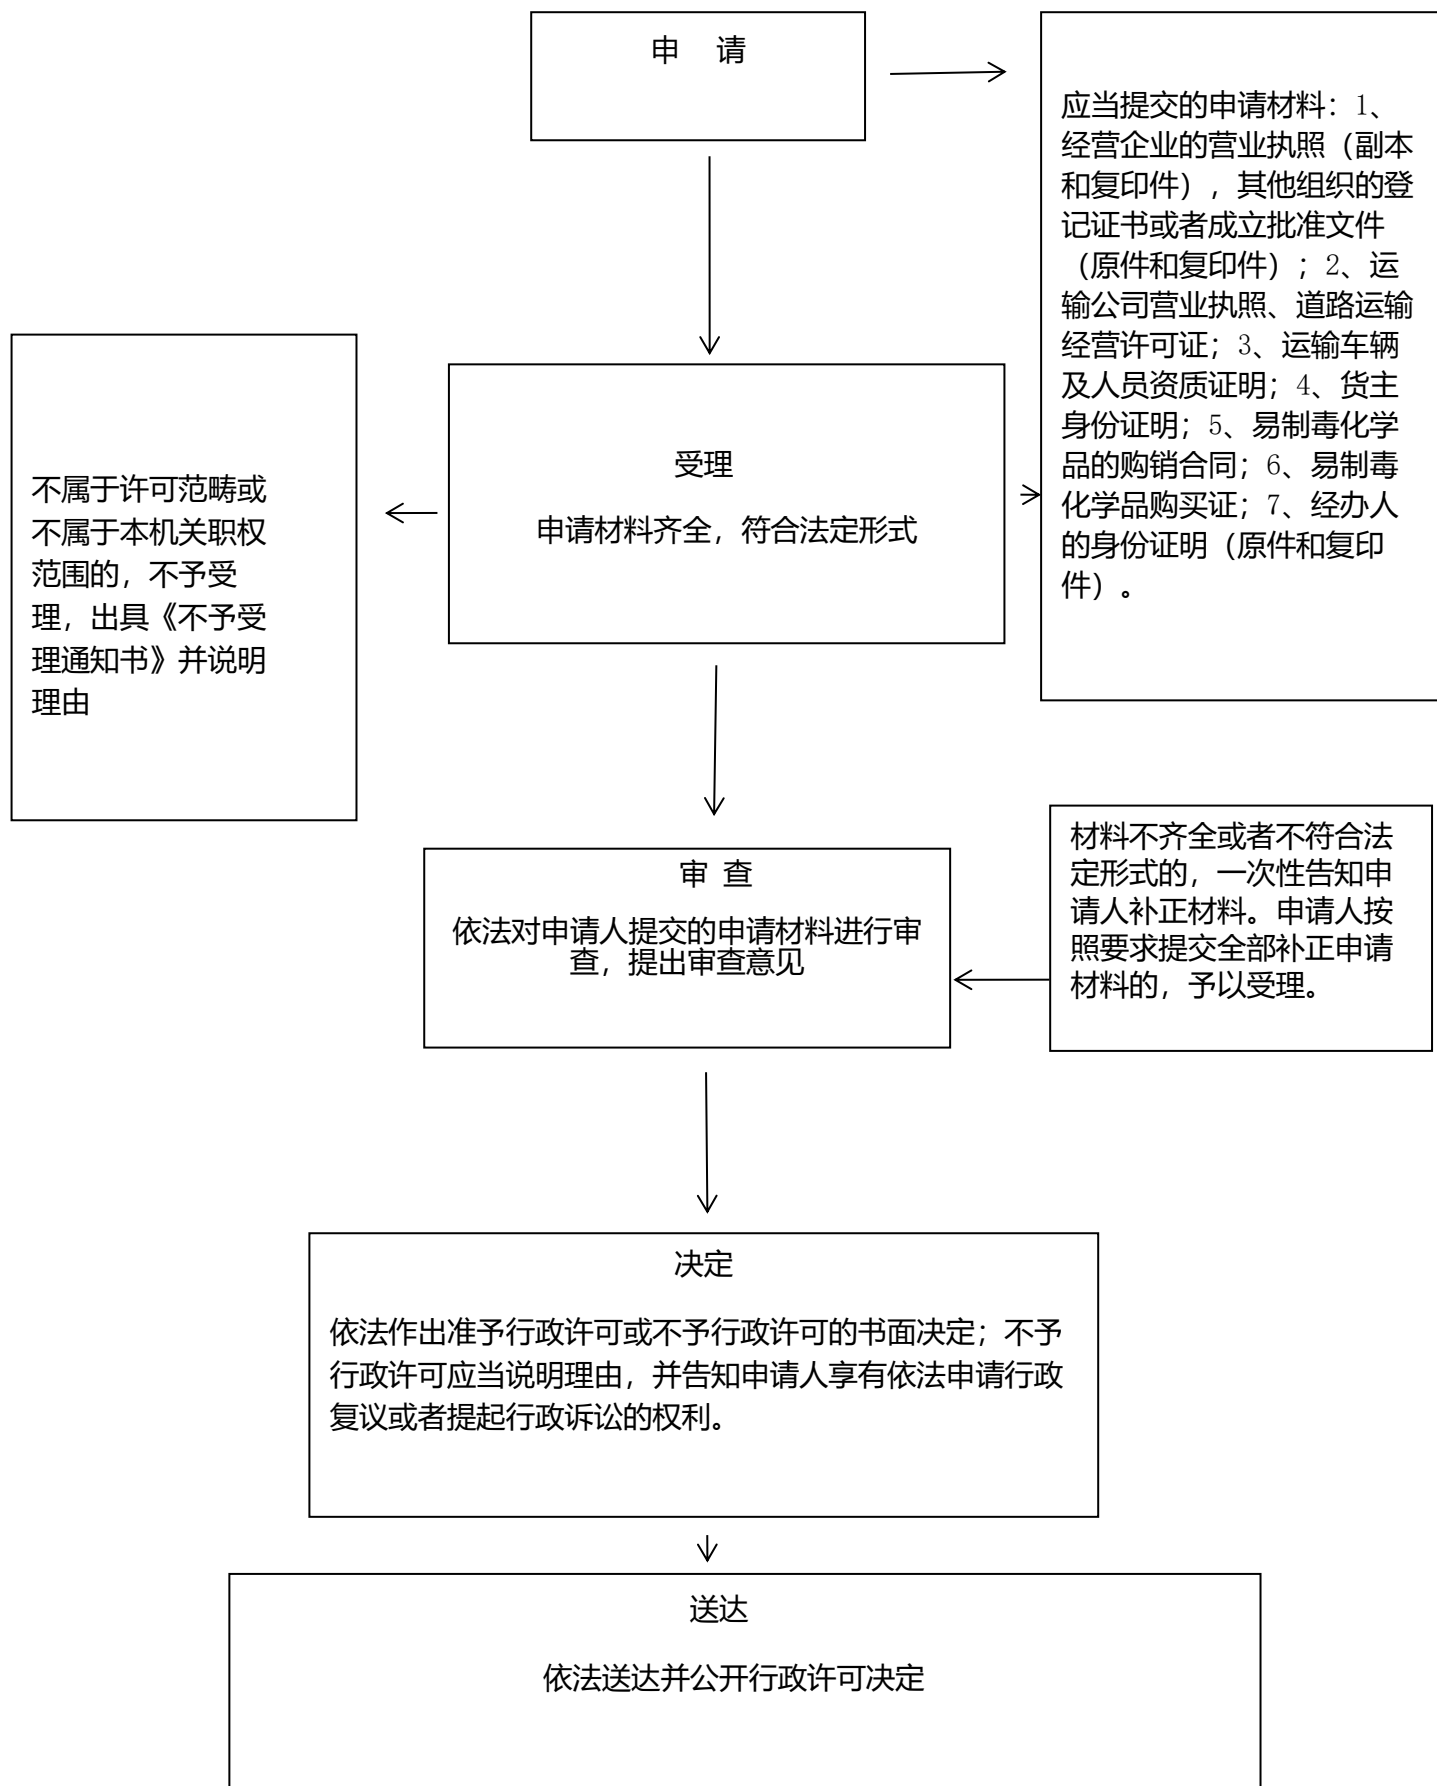 申 请
应当提交的申请材料：1、
经营企业的营业执照（副本
和复印件），其他组织的登
记证书或者成立批准文件
（原件和复印件）；2、运
输公司营业执照、道路运输
经营许可证；3、运输车辆
及人员资质证明；4、货主
身份证明；5、易制毒化学
品的购销合同；6、易制毒
化学品购买证；7、经办人
的身份证明（原件和复印
件）。
受理
申请材料齐全，符合法定形式
不属于许可范畴或
不属于本机关职权
范围的，不予受
理，出具《不予受
理通知书》并说明
理由
审 查
依法对申请人提交的申请材料进行审
查，提出审查意见
材料不齐全或者不符合法
定形式的，一次性告知申
请人补正材料。申请人按
照要求提交全部补正申请
材料的，予以受理。
决定
依法作出准予行政许可或不予行政许可的书面决定；不予
行政许可应当说明理由，并告知申请人享有依法申请行政
复议或者提起行政诉讼的权利。
送达
依法送达并公开行政许可决定